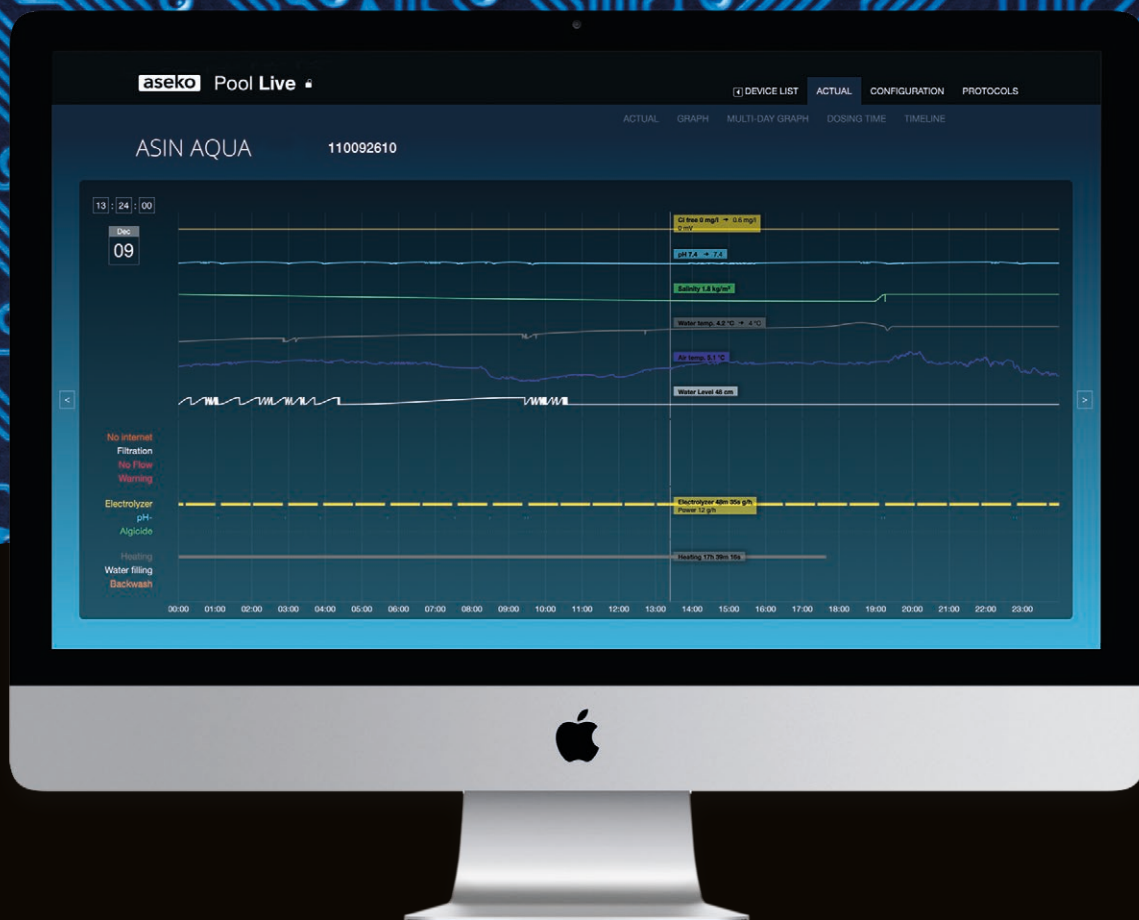 aseko Pool Live
DEVICE LIST ACTUAL CONFIGURATION PROTOCOLS
ACTUAL GRAPH MULTI-DAY GRAPH DOSING TIME TIMELINE
ASIN AQUA 110092610
13 : 24 : 00
Dec
09
Cl free 0 mg/l → 0.6 mg/l
0 mV
pH 7,4 → 7,4
Salinity 1.8 kg/m³
Water temp. 4.2 °C → 4 °C
Air temp. 5.1 °C
Water Level 48 cm
< >
No internet
Filtration
No Flow
Warning
Electrolyzer
pH-
Algicide
Electrolyzer 48m 35s g/h
Power 12 g/h
Heating
Water filling
Backwash
Heating 17h 39m 16s
00:00 01:00 02:00 03:00 04:00 05:00 06:00 07:00 08:00 09:00 10:00 11:00 12:00 13:00 14:00 15:00 16:00 17:00 18:00 19:00 20:00 21:00 22:00 23:00